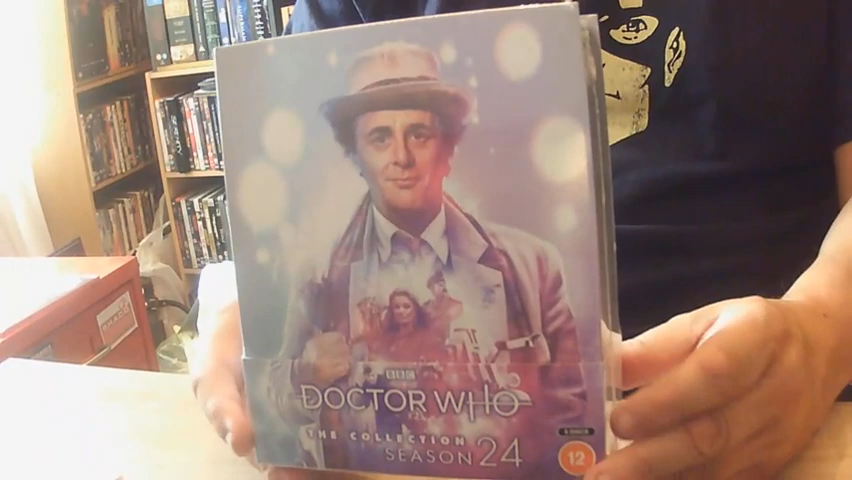 BBC
DOCTOR WHO
THE COLLECTION
SEASON 24
12